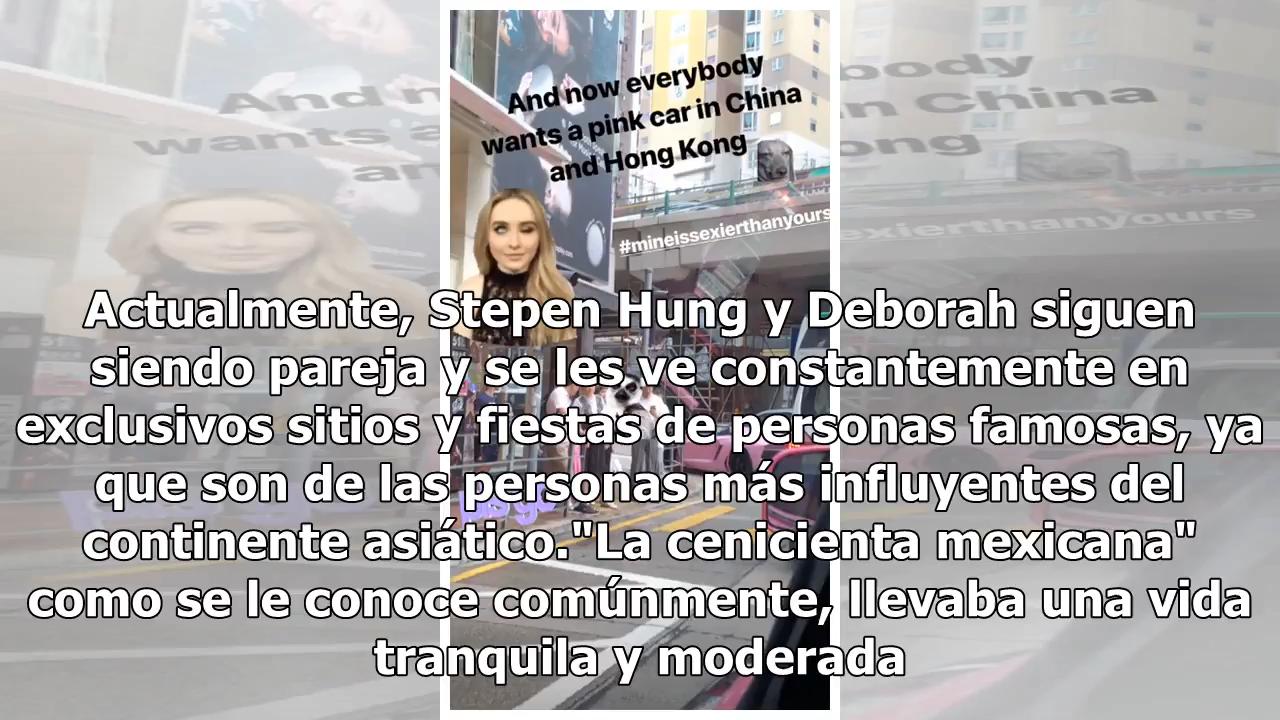 And now everybody
wants a pink car in China
and Hong Kong
#mineissexierthanyours
Actualmente, Stepen Hung y Deborah siguen
siendo pareja y se les ve constantemente en
exclusivos sitios y fiestas de personas famosas, ya
que son de las personas más influyentes del
continente asiático."La cenicienta mexicana"
como se le conoce comúnmente, llevaba una vida
tranquila y moderada